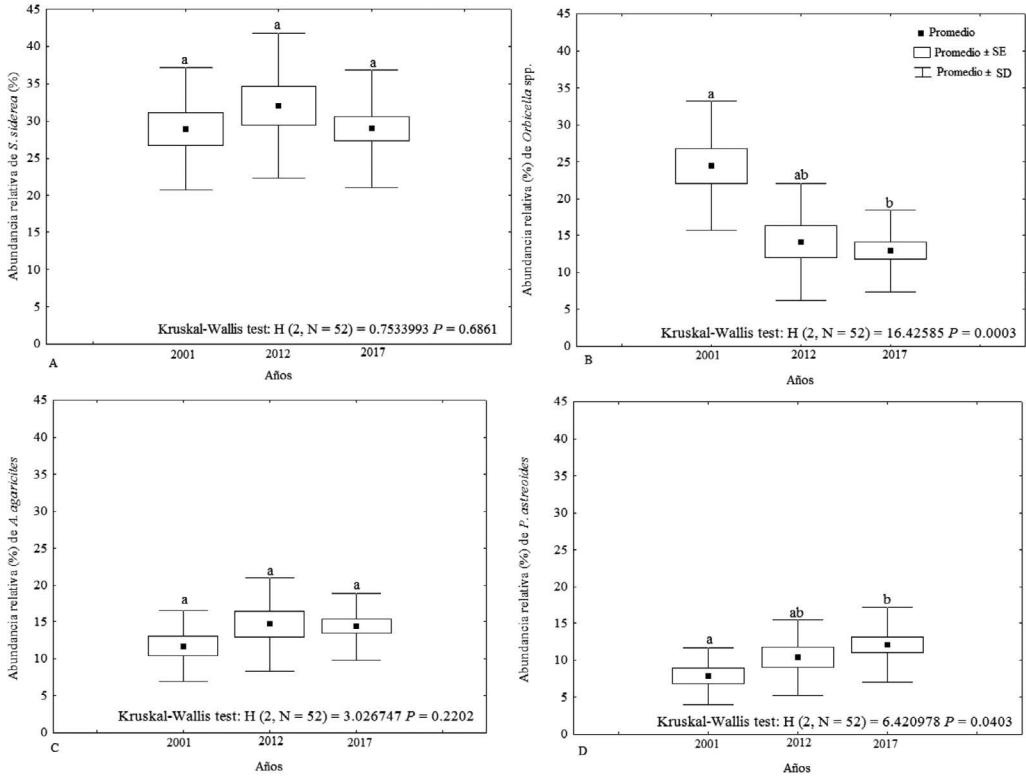 Abundancia relativa de S. siderea (%)
45
40
35
30
25
20
15
10
5
0
a
a
a
Kruskal-Wallis test: H (2, N = 52) = 0.7533993 P = 0.6861
2001
2012
2017
A
Años
Abundancia relativa (%) de Orbicella spp.
45
40
35
30
25
20
15
10
5
0
Promedio
Promedio ± SE
Promedio ± SD
a
ab
b
Kruskal-Wallis test: H (2, N = 52) = 16.42585 P = 0.0003
2001
2012
2017
B
Años
Abundancia relativa (%) de A. agaricites
45
40
35
30
25
20
15
10
5
0
a
a
a
Kruskal-Wallis test: H (2, N = 52) = 3.026747 P = 0.2202
2001
2012
2017
C
Años
Abundancia relativa (%) de P. astreoides
45
40
35
30
25
20
15
10
5
0
a
ab
b
Kruskal-Wallis test: H (2, N = 52) = 6.420978 P = 0.0403
2001
2012
2017
D
Años